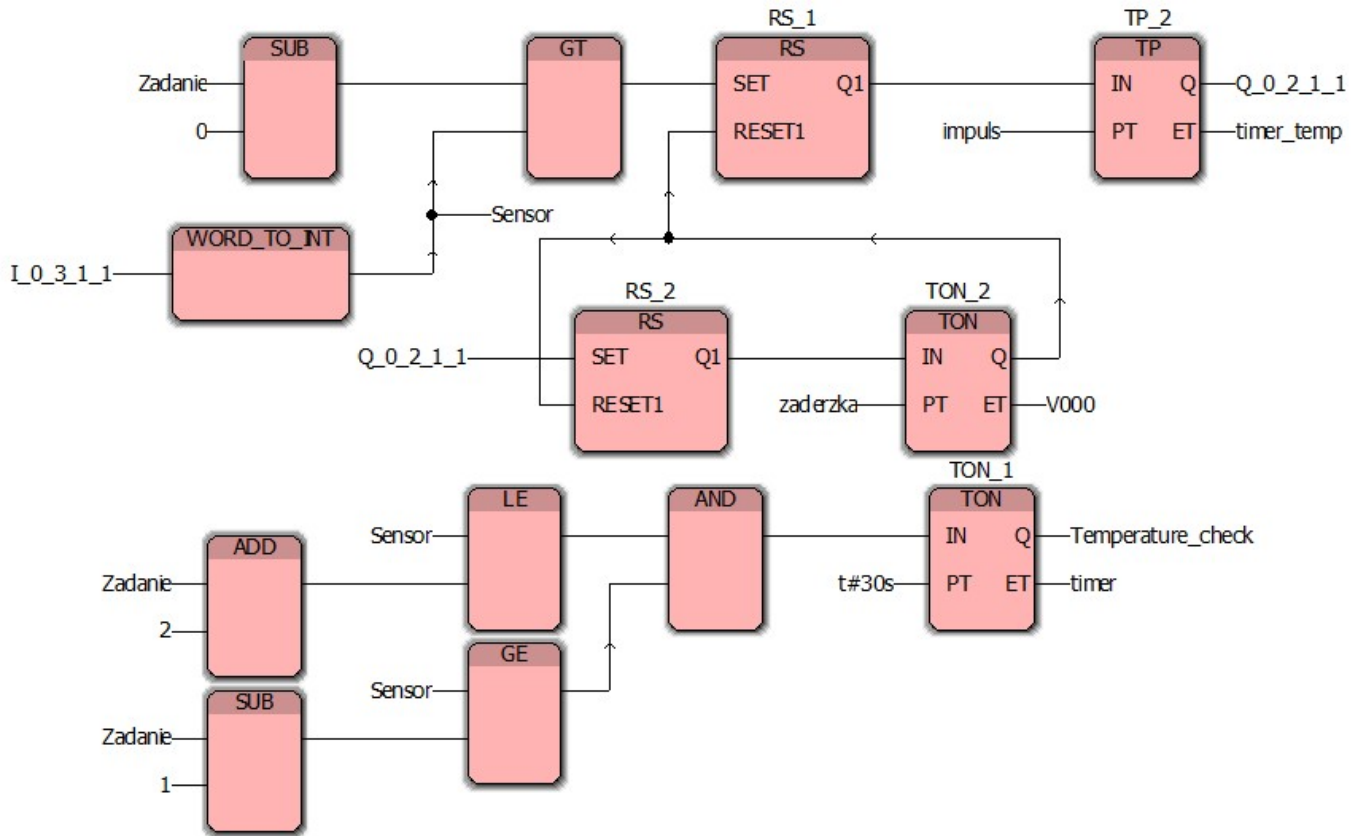 RS_1 TP_2
SUB GT RS TP
Zadanie SET Q1 IN Q Q_0_2_1_1
0 RESET1 impuls PT ET timer_temp
Sensor
WORD_TO_INT
I_0_3_1_1
RS_2 TON_2
RS TON
Q_0_2_1_1 SET Q1 IN Q
RESET1 zaderzka PT ET V000
TON_1
LE AND TON
Sensor IN Q Temperature_check
ADD
Zadanie t#30s PT ET timer
2
GE
Sensor
SUB
Zadanie
1